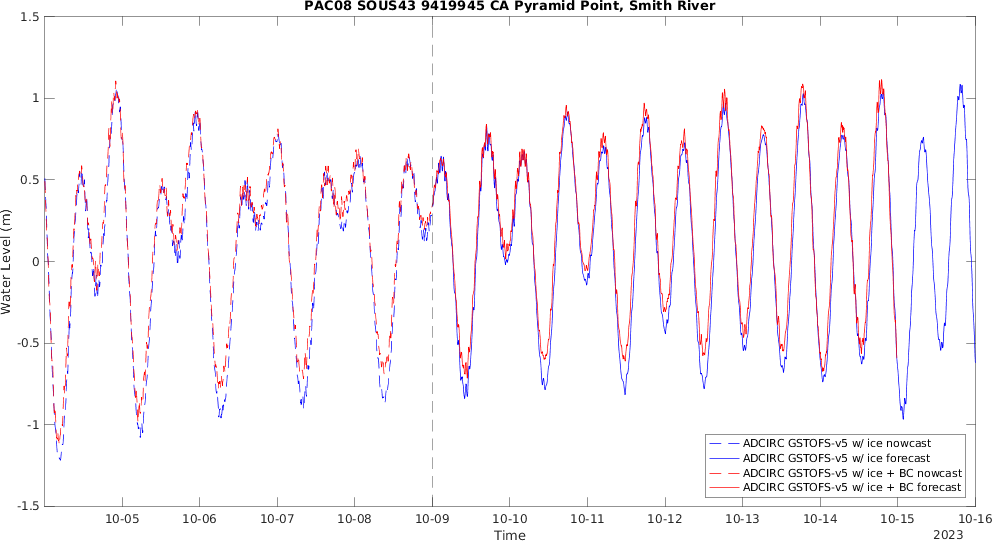 PAC08 SOUS43 9419945 CA Pyramid Point, Smith River
1.5
1
0.5
0
-0.5
-1
-1.5
Water Level (m)
ADCIRC GSTOFS-v5 w/ ice nowcast
ADCIRC GSTOFS-v5 w/ ice forecast
ADCIRC GSTOFS-v5 w/ ice + BC nowcast
ADCIRC GSTOFS-v5 w/ ice + BC forecast
10-05 10-06 10-07 10-08 10-09 10-10 10-11 10-12 10-13 10-14 10-15 10-16
Time
2023